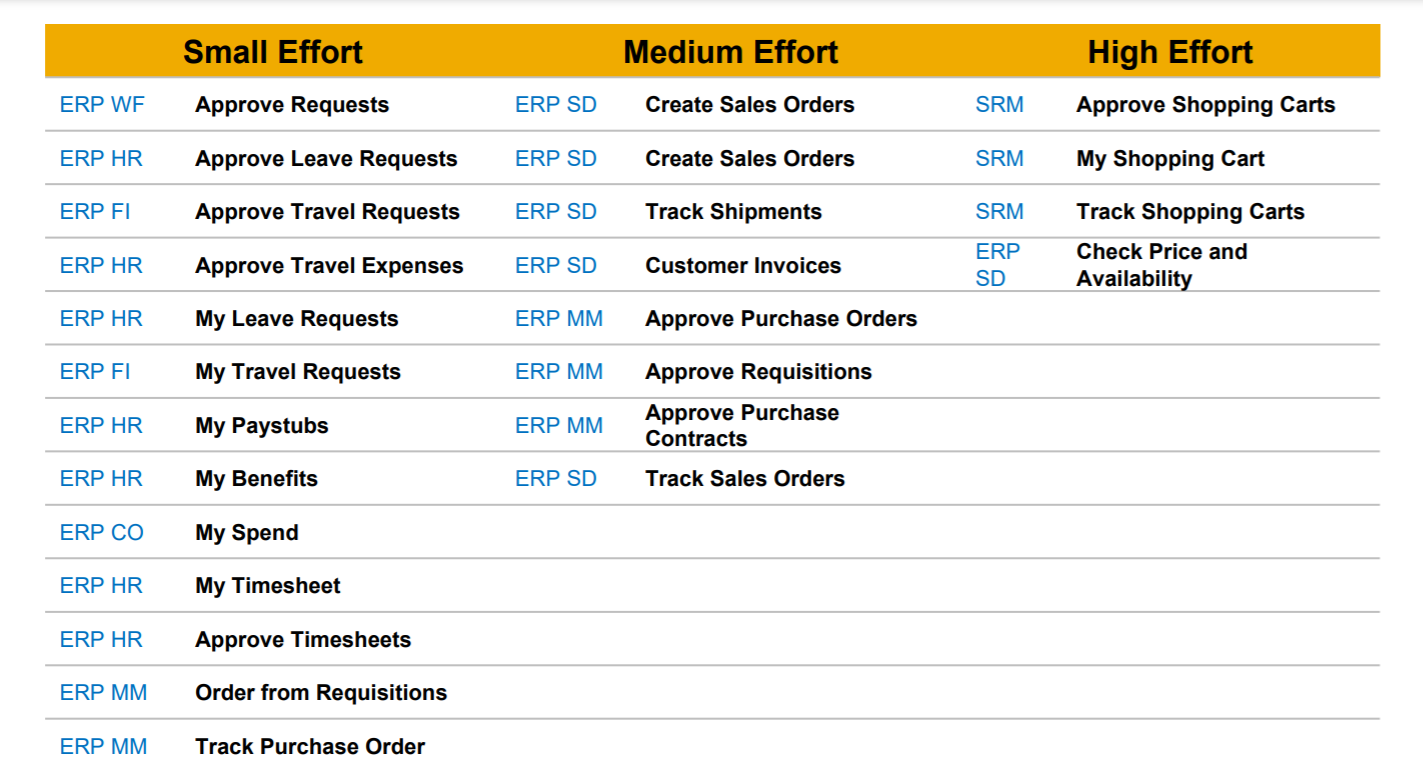 Small Effort Medium Effort High Effort
ERP WF Approve Requests ERP SD Create Sales Orders SRM Approve Shopping Carts
ERP HR Approve Leave Requests ERP SD Create Sales Orders SRM My Shopping Cart
ERP FI Approve Travel Requests ERP SD Track Shipments SRM Track Shopping Carts
ERP HR Approve Travel Expenses ERP SD Customer Invoices ERP SD Check Price and Availability
ERP HR My Leave Requests ERP MM Approve Purchase Orders
ERP FI My Travel Requests ERP MM Approve Requisitions
ERP HR My Paystubs ERP MM Approve Purchase Contracts
ERP HR My Benefits ERP SD Track Sales Orders
ERP CO My Spend
ERP HR My Timesheet
ERP HR Approve Timesheets
ERP MM Order from Requisitions
ERP MM Track Purchase Order